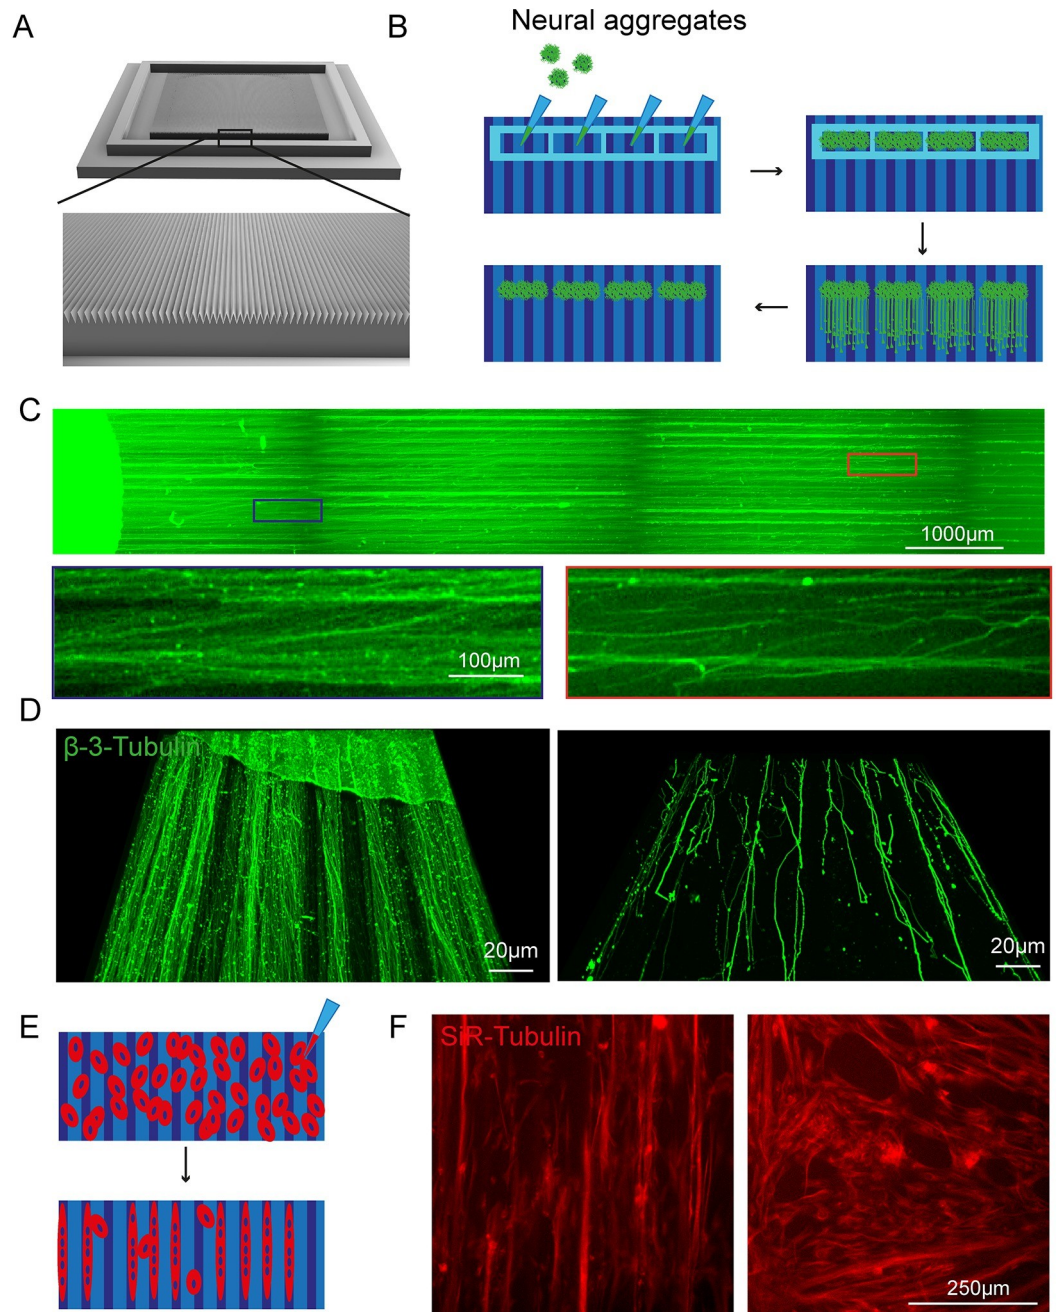 A
B
Neural aggregates
C
1000μm
100μm
D
β-3-Tubulin
20μm
20μm
E
F
SiR-Tubulin
250μm